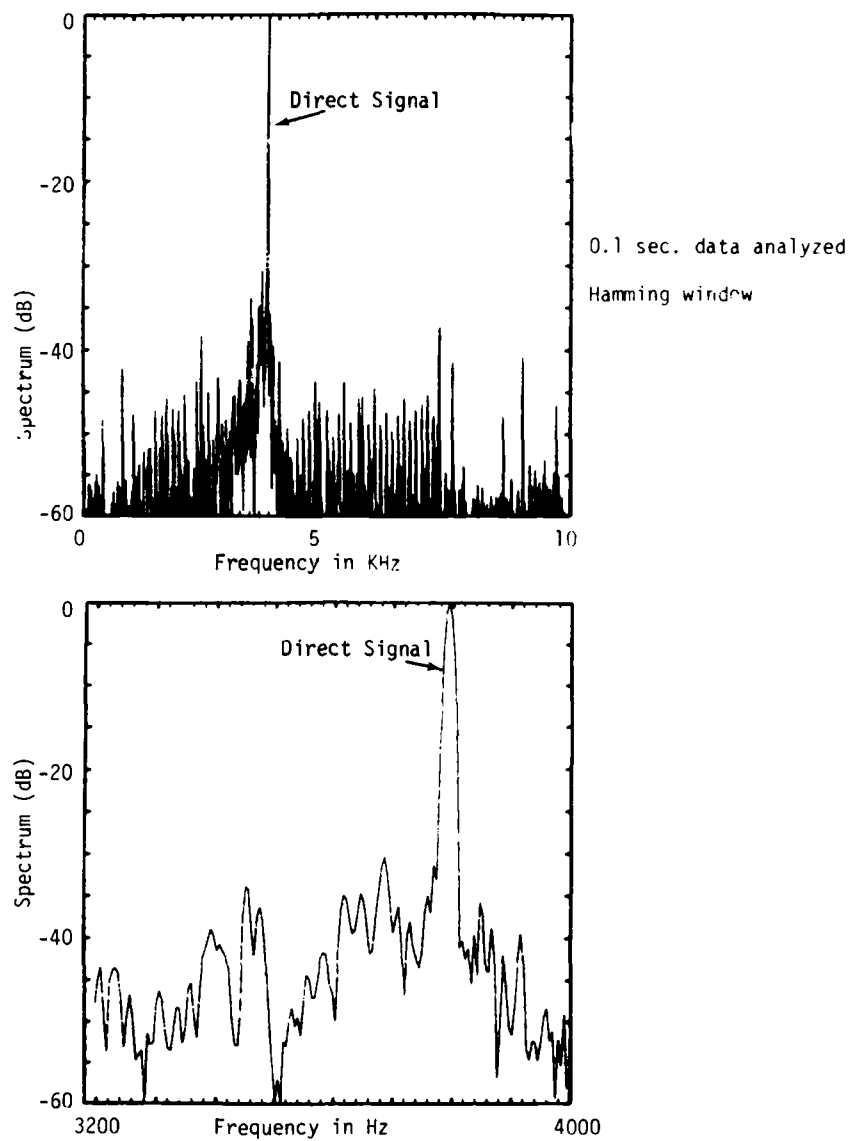 0
Direct Signal
-20
0.1 sec. data analyzed
Hamming window
Spectrum (dB)
-40
-60
0
5
10
Frequency in KHz
0
Direct Signal
-20
Spectrum (dB)
-40
-60
3200
Frequency in Hz
4000